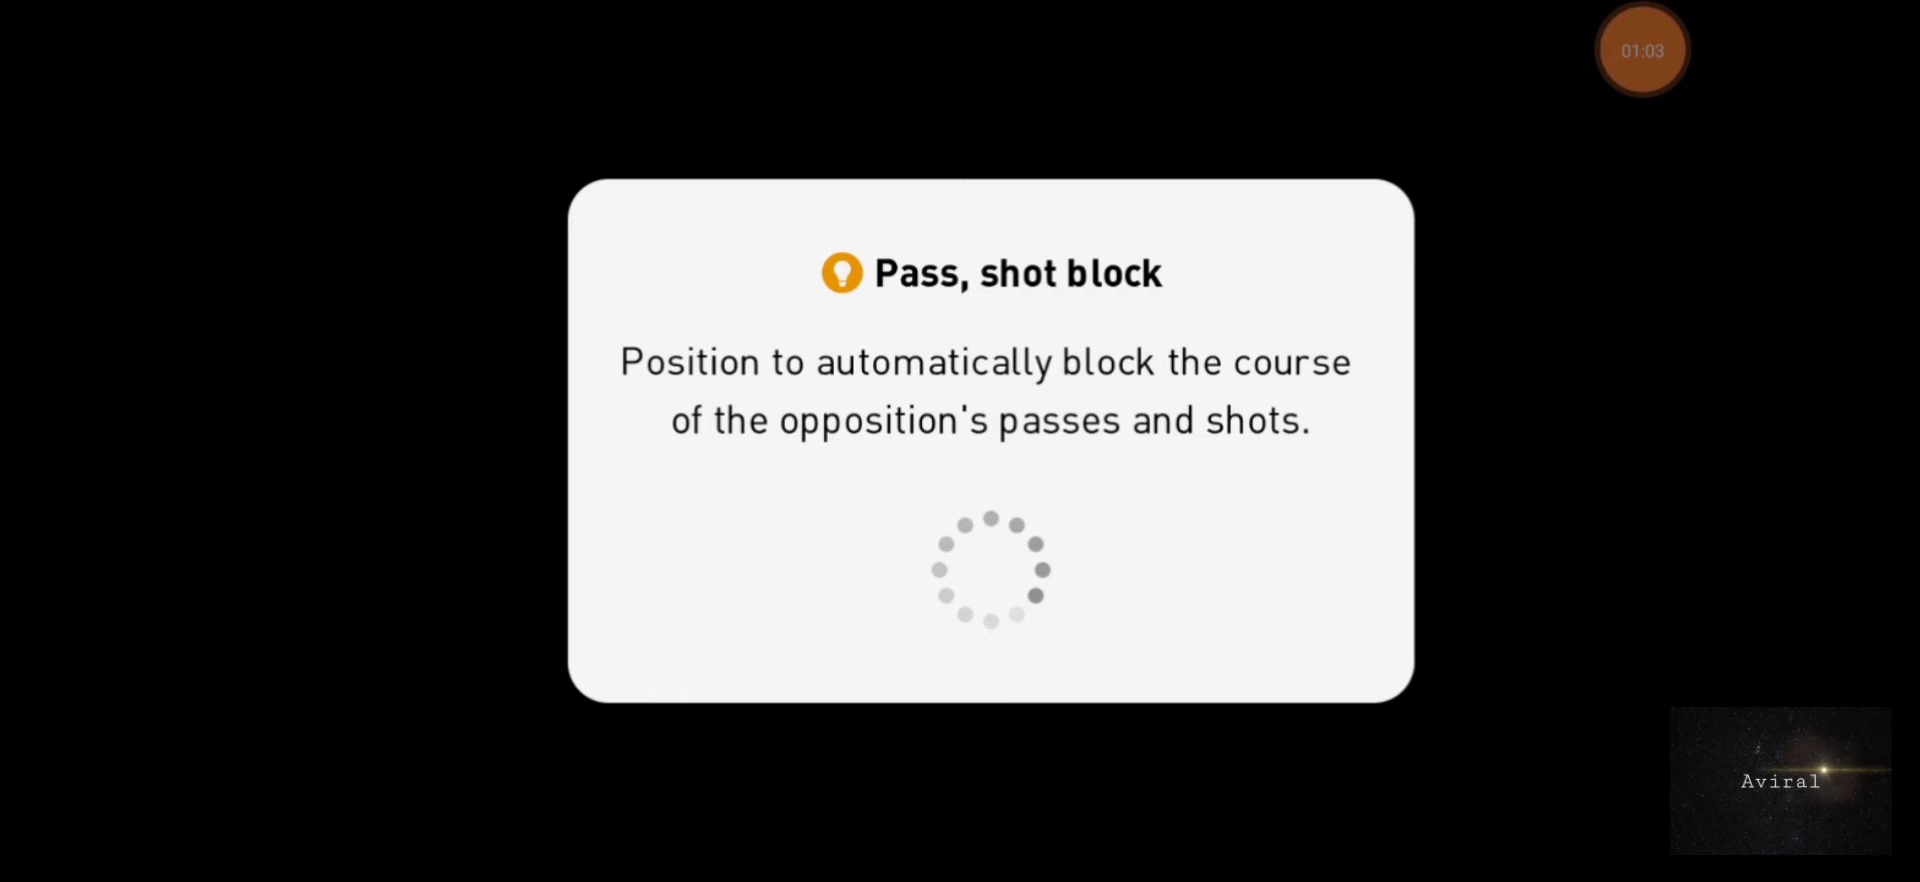 01:03
Pass, shot block
Position to automatically block the course
of the opposition's passes and shots.
Aviral